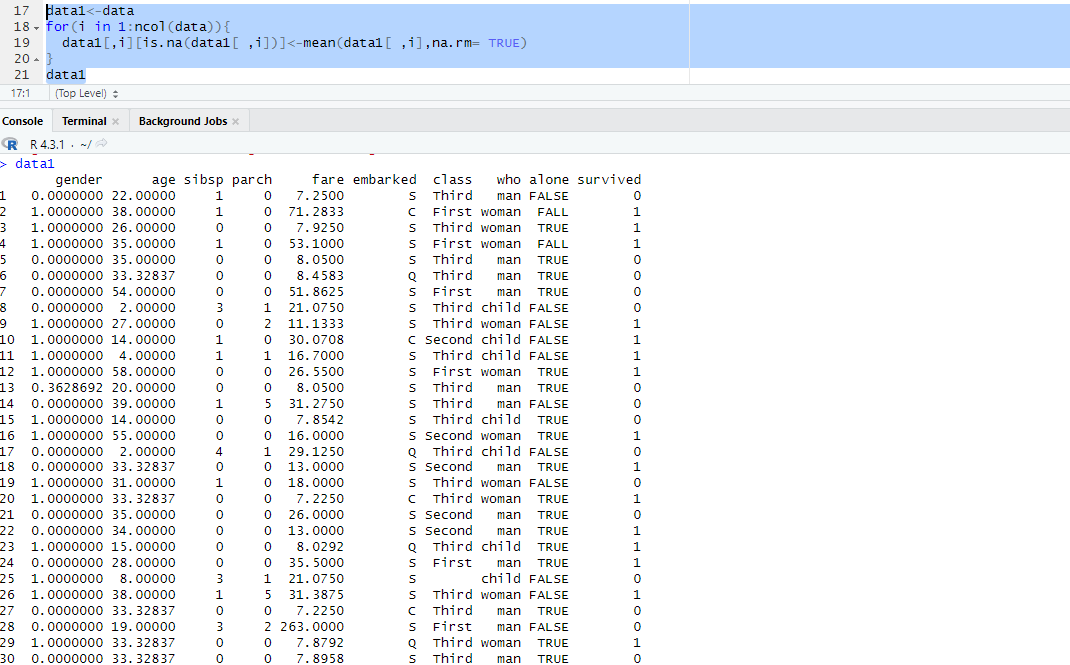 17 data1<-data
18 for(i in 1:ncol(data)){
19 data1[,i][is.na(data1[ ,i])]<-mean(data1[ ,i],na.rm= TRUE)
20 }
21 data1
17:1 (Top Level)
Console Terminal Background Jobs
R R 4.3.1 · ~/
> data1
gender age sibsp parch fare embarked class who alone survived
1 0.0000000 22.00000 1 0 7.2500 S Third man FALSE 0
2 1.0000000 38.00000 1 0 71.2833 C First woman FALL 1
3 1.0000000 26.00000 0 0 7.9250 S Third woman TRUE 1
4 1.0000000 35.00000 1 0 53.1000 S First woman FALL 1
5 0.0000000 35.00000 0 0 8.0500 S Third man TRUE 0
6 0.0000000 33.32837 0 0 8.4583 Q Third man TRUE 0
7 0.0000000 54.00000 0 0 51.8625 S First man TRUE 0
8 0.0000000 2.00000 3 1 21.0750 S Third child FALSE 0
9 1.0000000 27.00000 0 2 11.1333 S Third woman FALSE 1
10 1.0000000 14.00000 1 0 30.0708 C Second child FALSE 1
11 1.0000000 4.00000 1 1 16.7000 S Third child FALSE 1
12 1.0000000 58.00000 0 0 26.5500 S First woman TRUE 1
13 0.3628692 20.00000 0 0 8.0500 S Third man TRUE 0
14 0.0000000 39.00000 1 5 31.2750 S Third man FALSE 0
15 1.0000000 14.00000 0 0 7.8542 S Third child TRUE 0
16 1.0000000 55.00000 0 0 16.0000 S Second woman TRUE 1
17 0.0000000 2.00000 4 1 29.1250 Q Third child FALSE 0
18 0.0000000 33.32837 0 0 13.0000 S Second man TRUE 1
19 1.0000000 31.00000 1 0 18.0000 S Third woman FALSE 0
20 1.0000000 33.32837 0 0 7.2250 C Third woman TRUE 1
21 0.0000000 35.00000 0 0 26.0000 S Second man TRUE 0
22 0.0000000 34.00000 0 0 13.0000 S Second man TRUE 1
23 1.0000000 15.00000 0 0 8.0292 Q Third child TRUE 1
24 0.0000000 28.00000 0 0 35.5000 S First man TRUE 1
25 1.0000000 8.00000 3 1 21.0750 S child FALSE 0
26 1.0000000 38.00000 1 5 31.3875 S Third woman FALSE 1
27 0.0000000 33.32837 0 0 7.2250 C Third man TRUE 0
28 0.0000000 19.00000 3 2 263.0000 S First man FALSE 0
29 1.0000000 33.32837 0 0 7.8792 Q Third woman TRUE 1
30 0.0000000 33.32837 0 0 7.8958 S Third man TRUE 0